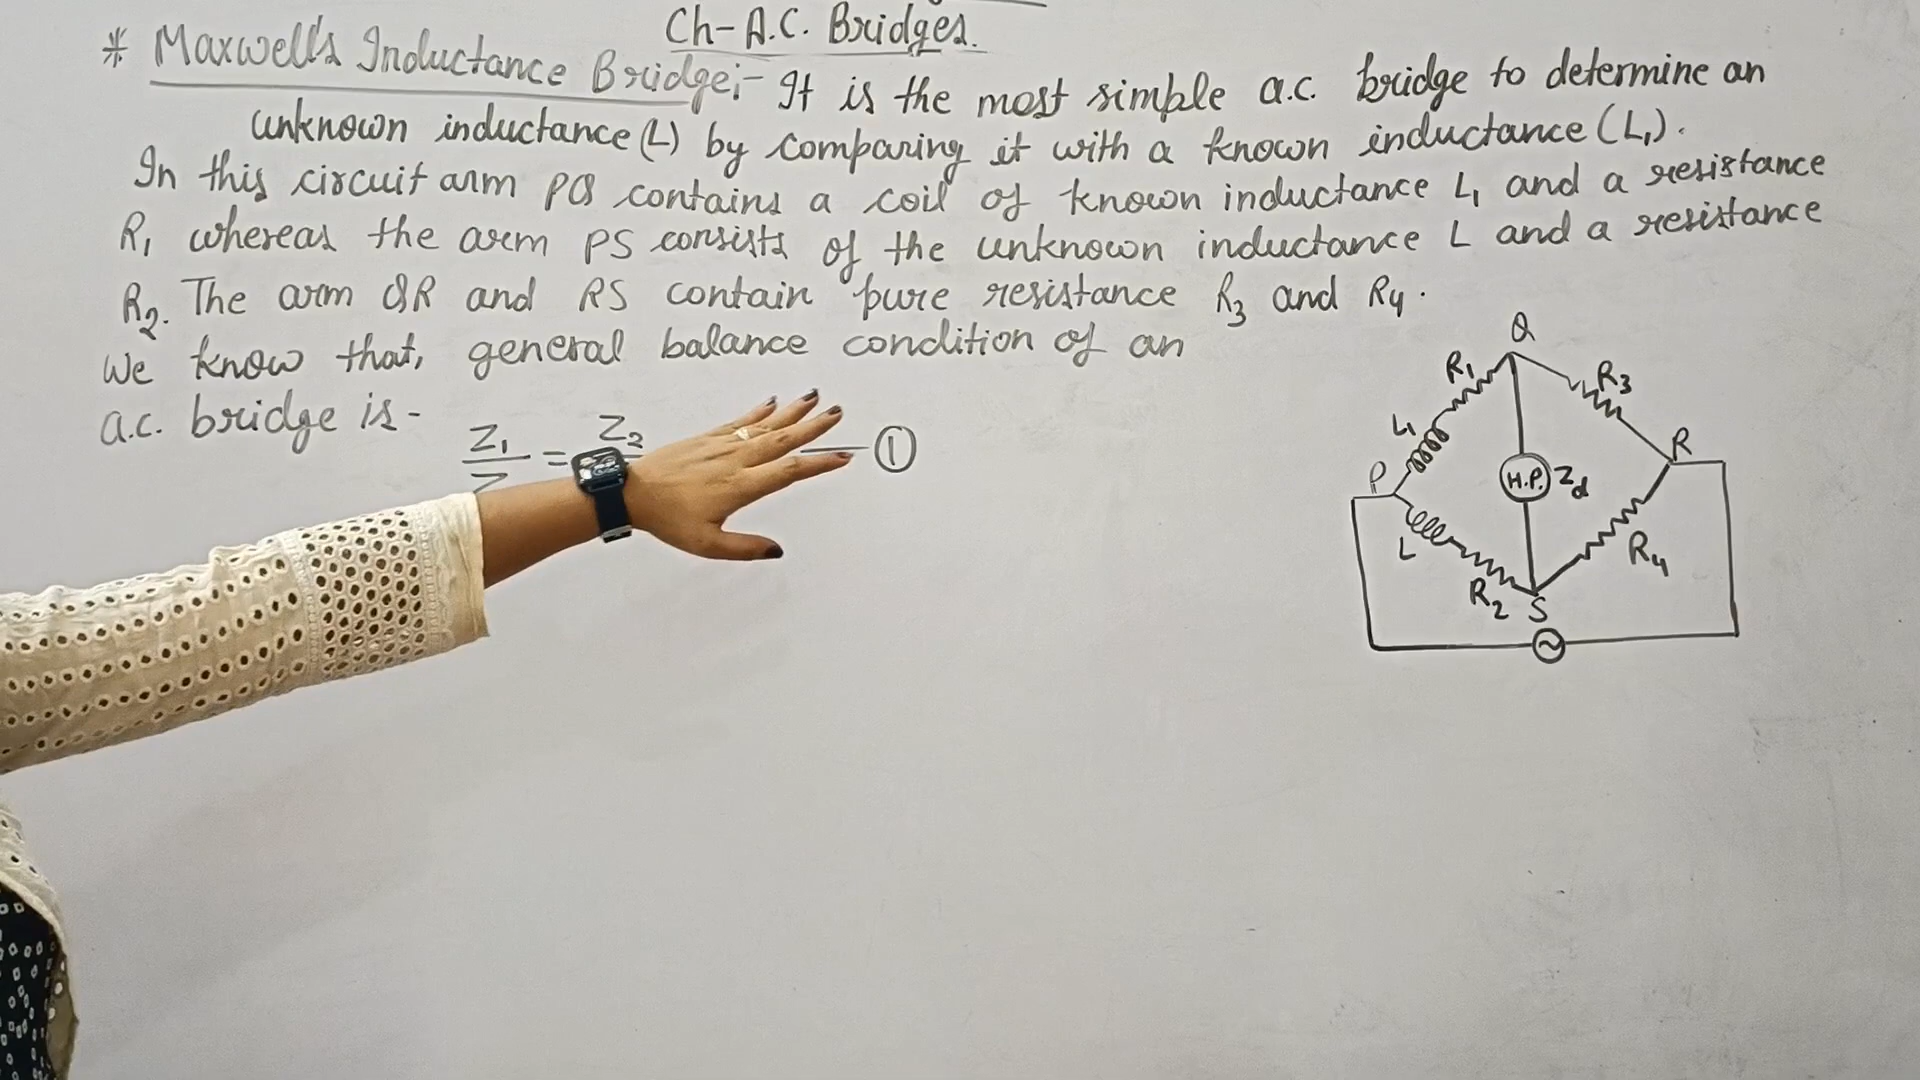 Ch-A.C. Bridges.
* Maxwell's Inductance Bridge:- It is the most simple a.c. bridge to determine an
unknown inductance (L) by comparing it with a known inductance (L₁).
In this circuit arm PQ contains a coil of known inductance L₁ and a resistance
R₁ whereas the arm PS consists of the unknown inductance L and a resistance
R₂. The arm QR and RS contain pure resistance R₃ and R₄.
We know that, general balance condition of an
a.c. bridge is-
Z₁ = Z₂ — ①
Q
R₁
R₃
L₁
R
P
H.P.
Zd
L
R₄
R₂
S
~